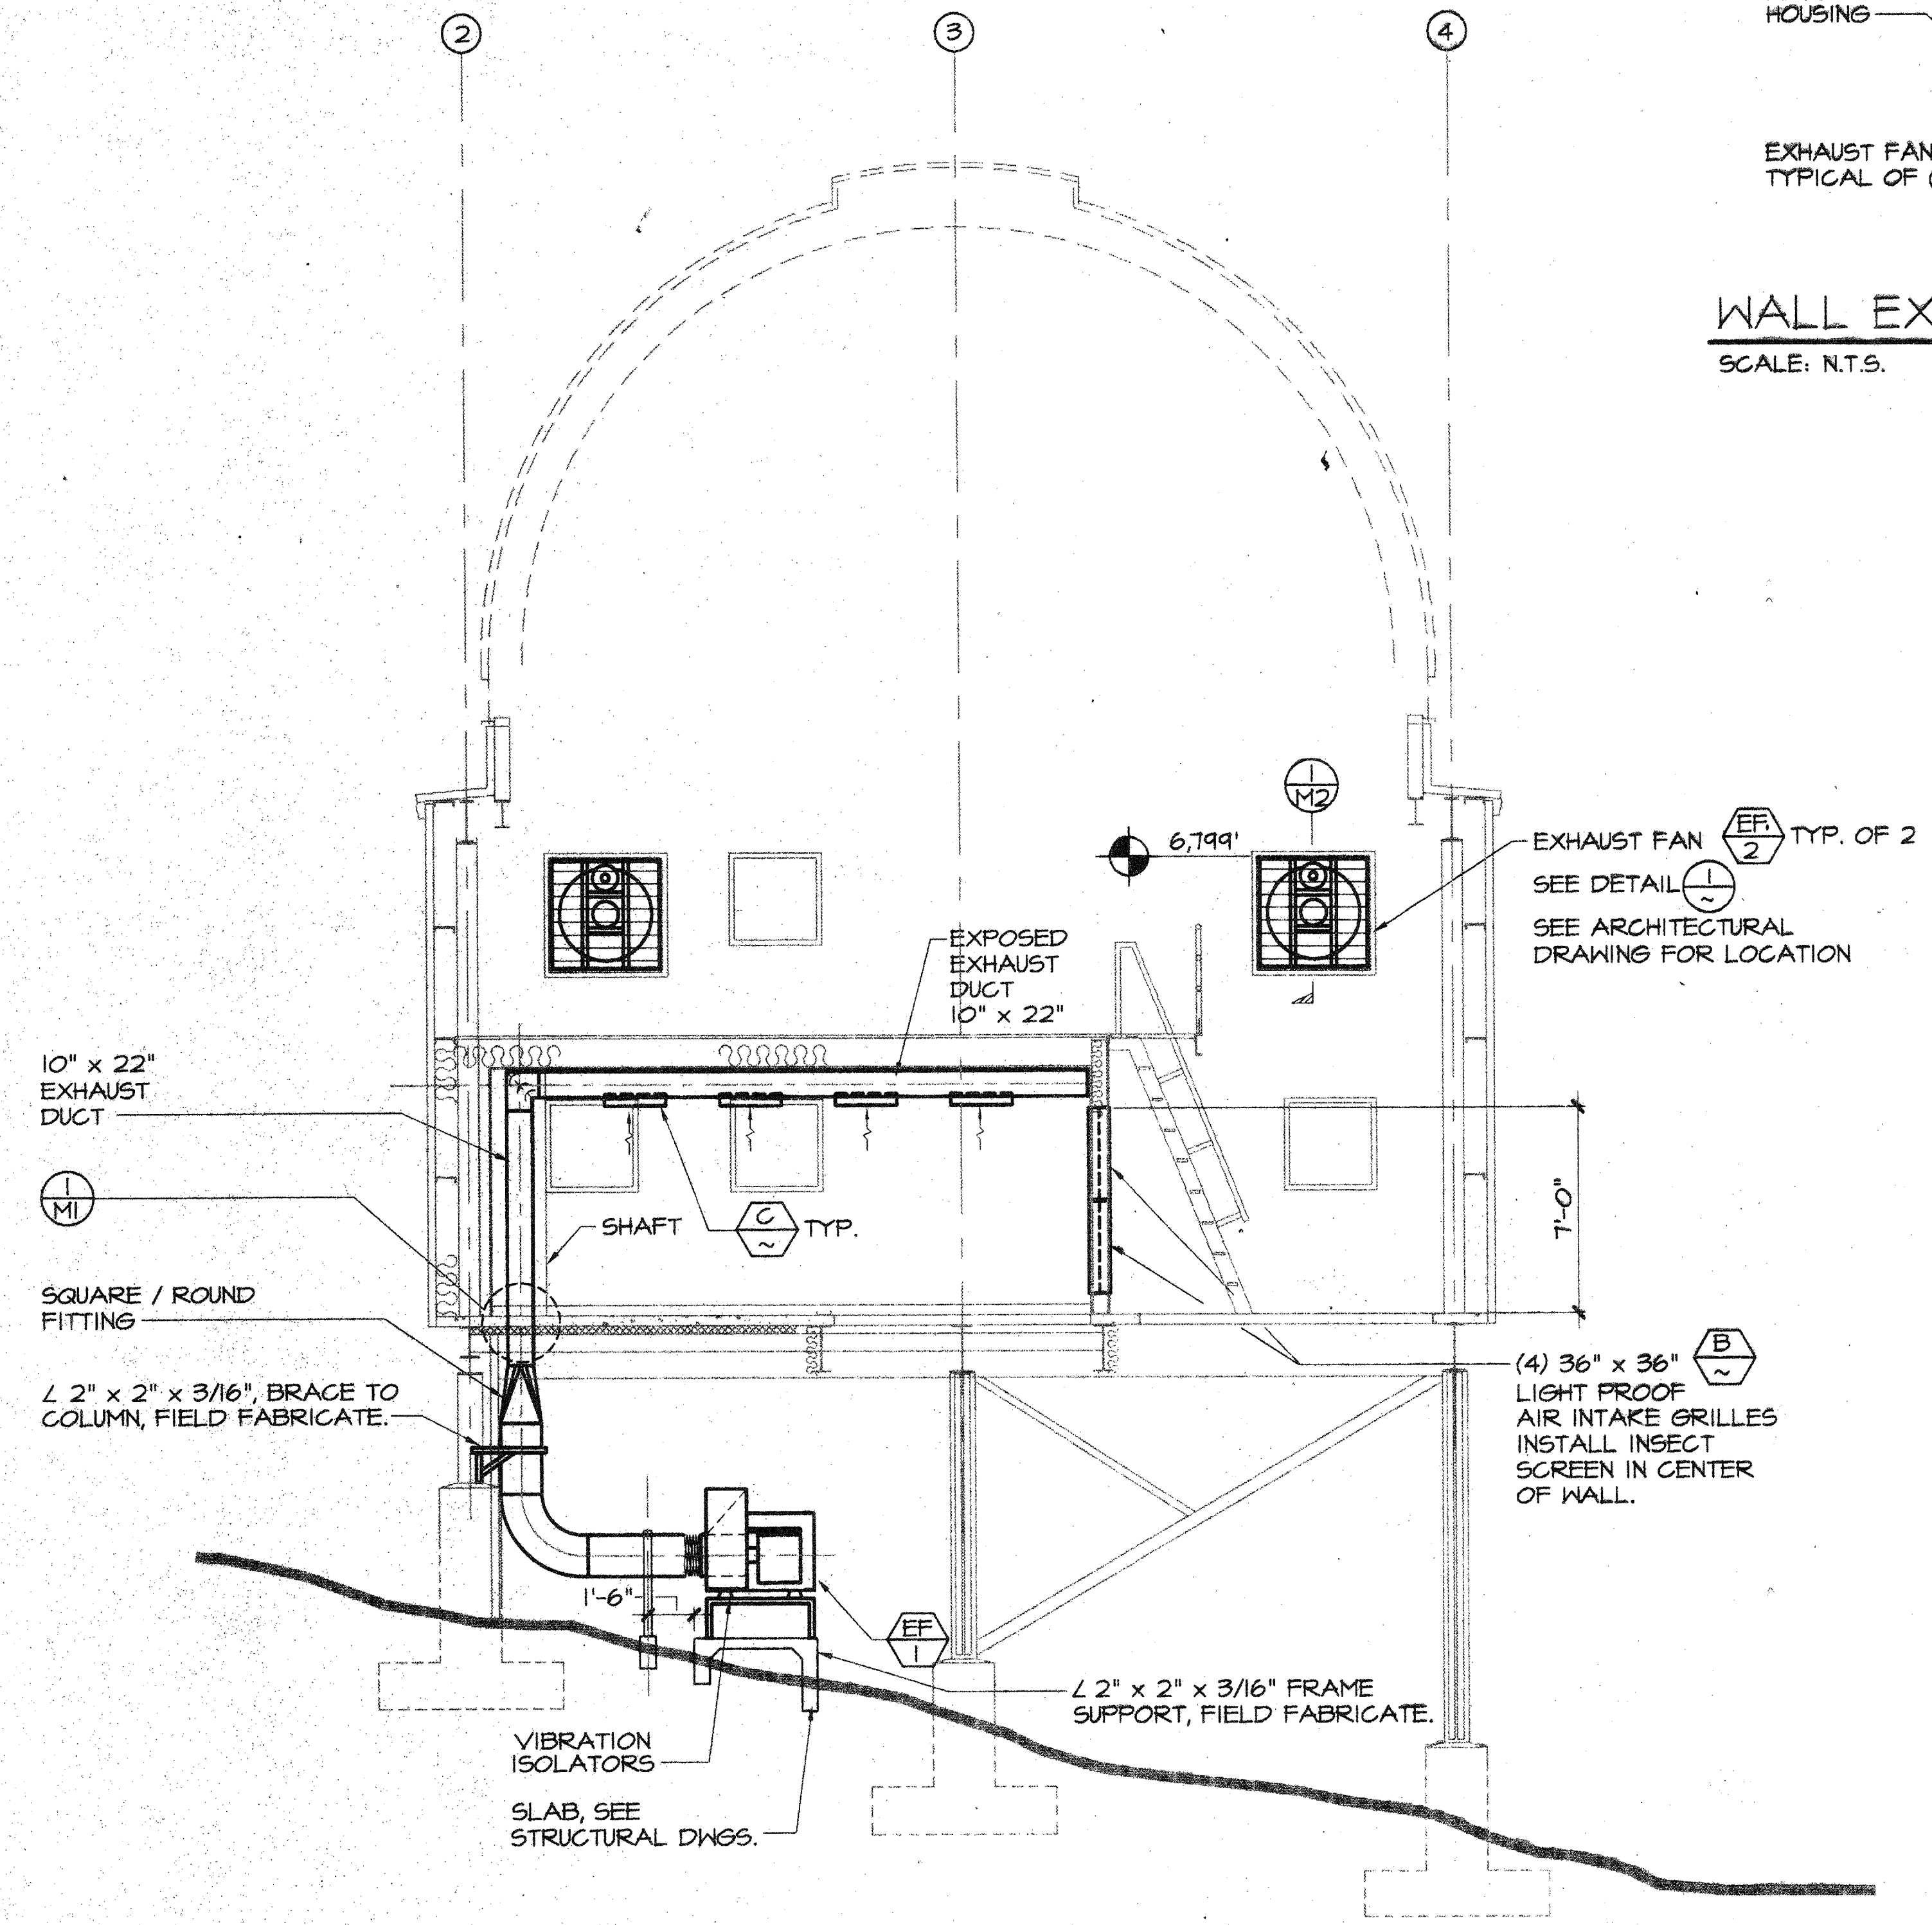 2
3
4
HOUSING
EXHAUST FAN
TYPICAL OF (
WALL EX
SCALE: N.T.S.
1
M2
6,799'
EXHAUST FAN EF. 2 TYP. OF 2
SEE DETAIL 1 ~
SEE ARCHITECTURAL
DRAWING FOR LOCATION
EXPOSED
EXHAUST
DUCT
10" x 22"
10" x 22"
EXHAUST
DUCT
1
M1
SHAFT
C ~ TYP.
7'-0"
SQUARE / ROUND
FITTING
∠ 2" x 2" x 3/16", BRACE TO
COLUMN, FIELD FABRICATE.
(4) 36" x 36" B ~
LIGHT PROOF
AIR INTAKE GRILLES
INSTALL INSECT
SCREEN IN CENTER
OF WALL.
1'-6"
EF
1
∠ 2" x 2" x 3/16" FRAME
SUPPORT, FIELD FABRICATE.
VIBRATION
ISOLATORS
SLAB, SEE
STRUCTURAL DWGS.